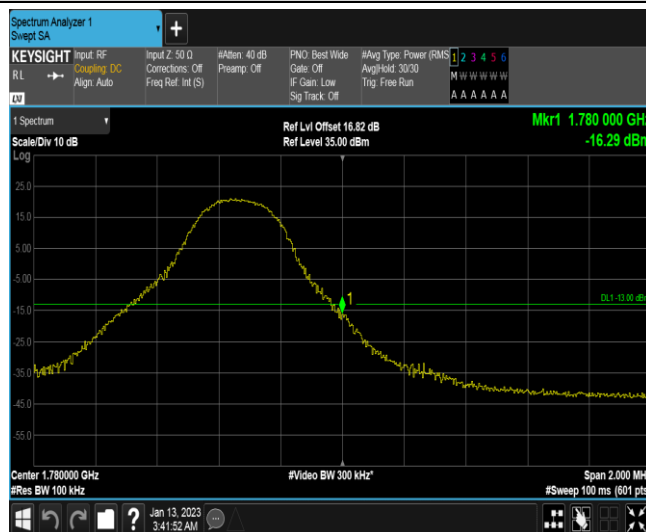 Spectrum Analyzer 1
Swept SA
+
KEYSIGHT
RL
LXI
Input: RF
Coupling: DC
Align: Auto
Input Z: 50 Ω
Corrections: Off
Freq Ref: Int (S)
#Atten: 40 dB
Preamp: Off
PNO: Best Wide
Gate: Off
IF Gain: Low
Sig Track: Off
#Avg Type: Power (RMS
Avg|Hold: 30/30
Trig: Free Run
1 2 3 4 5 6
M W W W W W
A A A A A A
1 Spectrum
Scale/Div 10 dB
Log
Ref Lvl Offset 16.82 dB
Ref Level 35.00 dBm
Mkr1 1.780 000 GHz
-16.29 dBm
25.0
15.0
5.00
-5.00
-15.0
-25.0
-35.0
-45.0
-55.0
1
DL1 -13.00 dBm
Center 1.780000 GHz
#Res BW 100 kHz
#Video BW 300 kHz*
Span 2.000 MHz
#Sweep 100 ms (601 pts)
?
Jan 13, 2023
3:41:52 AM